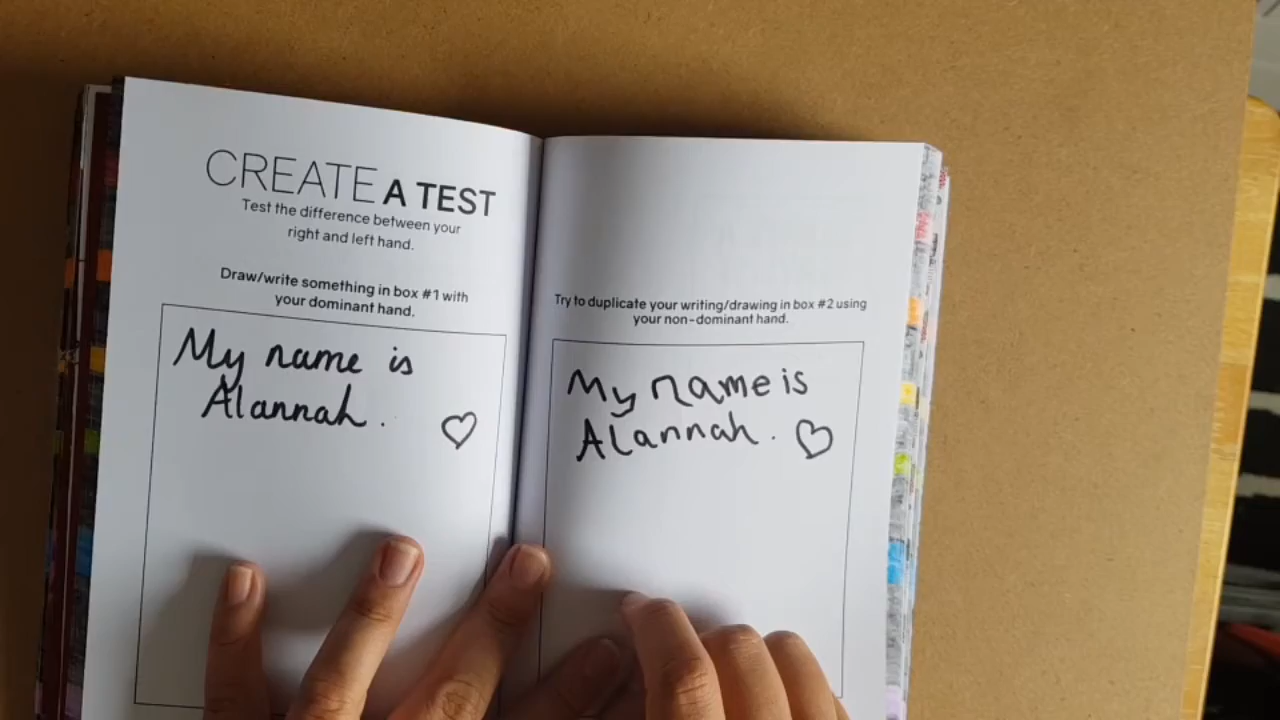 CREATE A TEST
Test the difference between your
right and left hand.
Draw/write something in box #1 with
your dominant hand.
My name is
Alannah.
Try to duplicate your writing/drawing in box #2 using
your non-dominant hand.
My name is
Alannah.